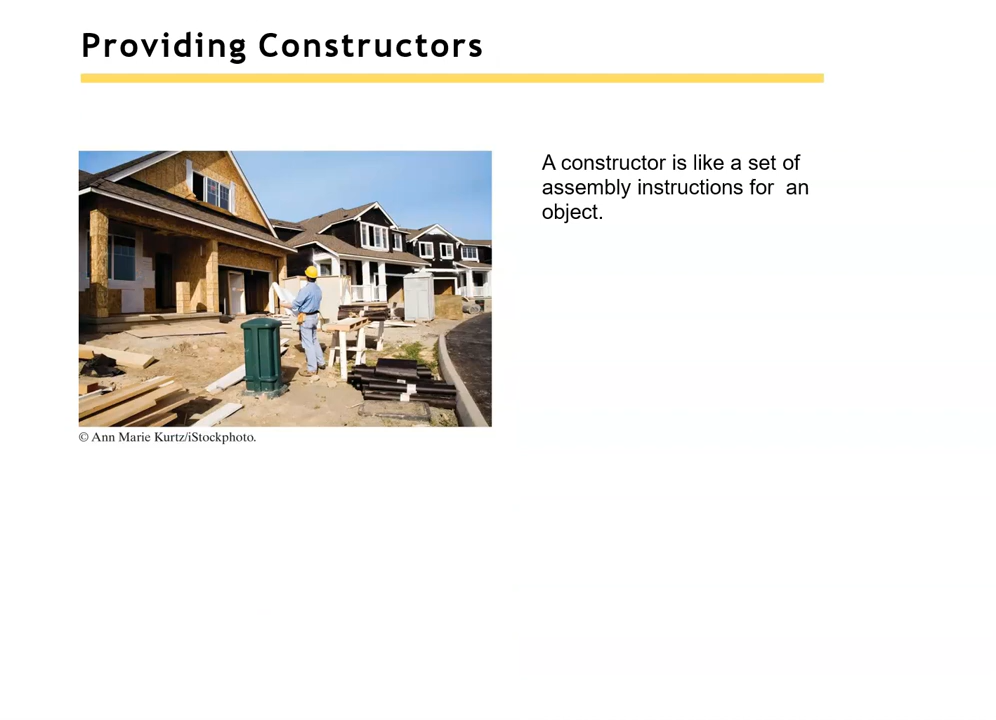 Providing Constructors
A constructor is like a set of
assembly instructions for  an
object.
© Ann Marie Kurtz/iStockphoto.